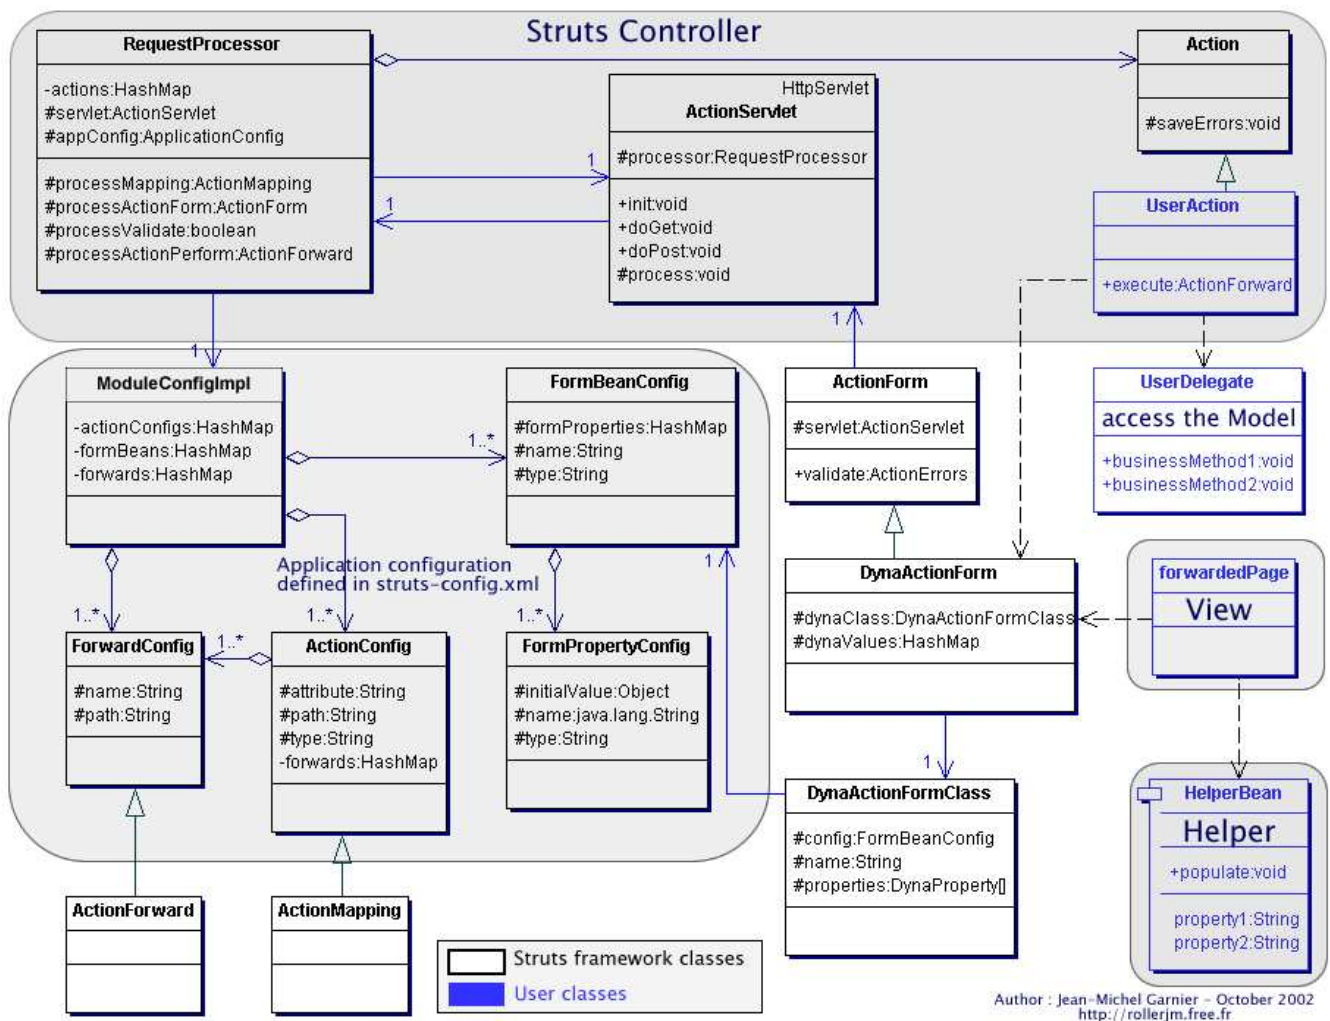 Struts Controller
RequestProcessor
-actions:HashMap
#servlet:ActionServlet
#appConfig:ApplicationConfig
#processMapping:ActionMapping
#processActionForm:ActionForm
#processValidate:boolean
#processActionPerform:ActionForward
HttpServlet
ActionServlet
#processor:RequestProcessor
+init:void
+doGet:void
+doPost:void
#process:void
Action
#saveErrors:void
UserAction
+execute:ActionForward
1
1
1
1
ModuleConfigImpl
-actionConfigs:HashMap
-formBeans:HashMap
-forwards:HashMap
1..*
FormBeanConfig
#formProperties:HashMap
#name:String
#type:String
ActionForm
#servlet:ActionServlet
+validate:ActionErrors
UserDelegate
access the Model
+businessMethod1:void
+businessMethod2:void
Application configuration
defined in struts-config.xml
1
1..*
1..*
1..*
1..*
ForwardConfig
#name:String
#path:String
ActionConfig
#attribute:String
#path:String
#type:String
-forwards:HashMap
FormPropertyConfig
#initialValue:Object
#name:java.lang.String
#type:String
DynaActionForm
#dynaClass:DynaActionFormClass
#dynaValues:HashMap
forwardedPage
View
1
DynaActionFormClass
#config:FormBeanConfig
#name:String
#properties:DynaProperty[]
HelperBean
Helper
+populate:void
property1:String
property2:String
ActionForward
ActionMapping
Struts framework classes
User classes
Author : Jean-Michel Garnier - October 2002
http://rollerjm.free.fr